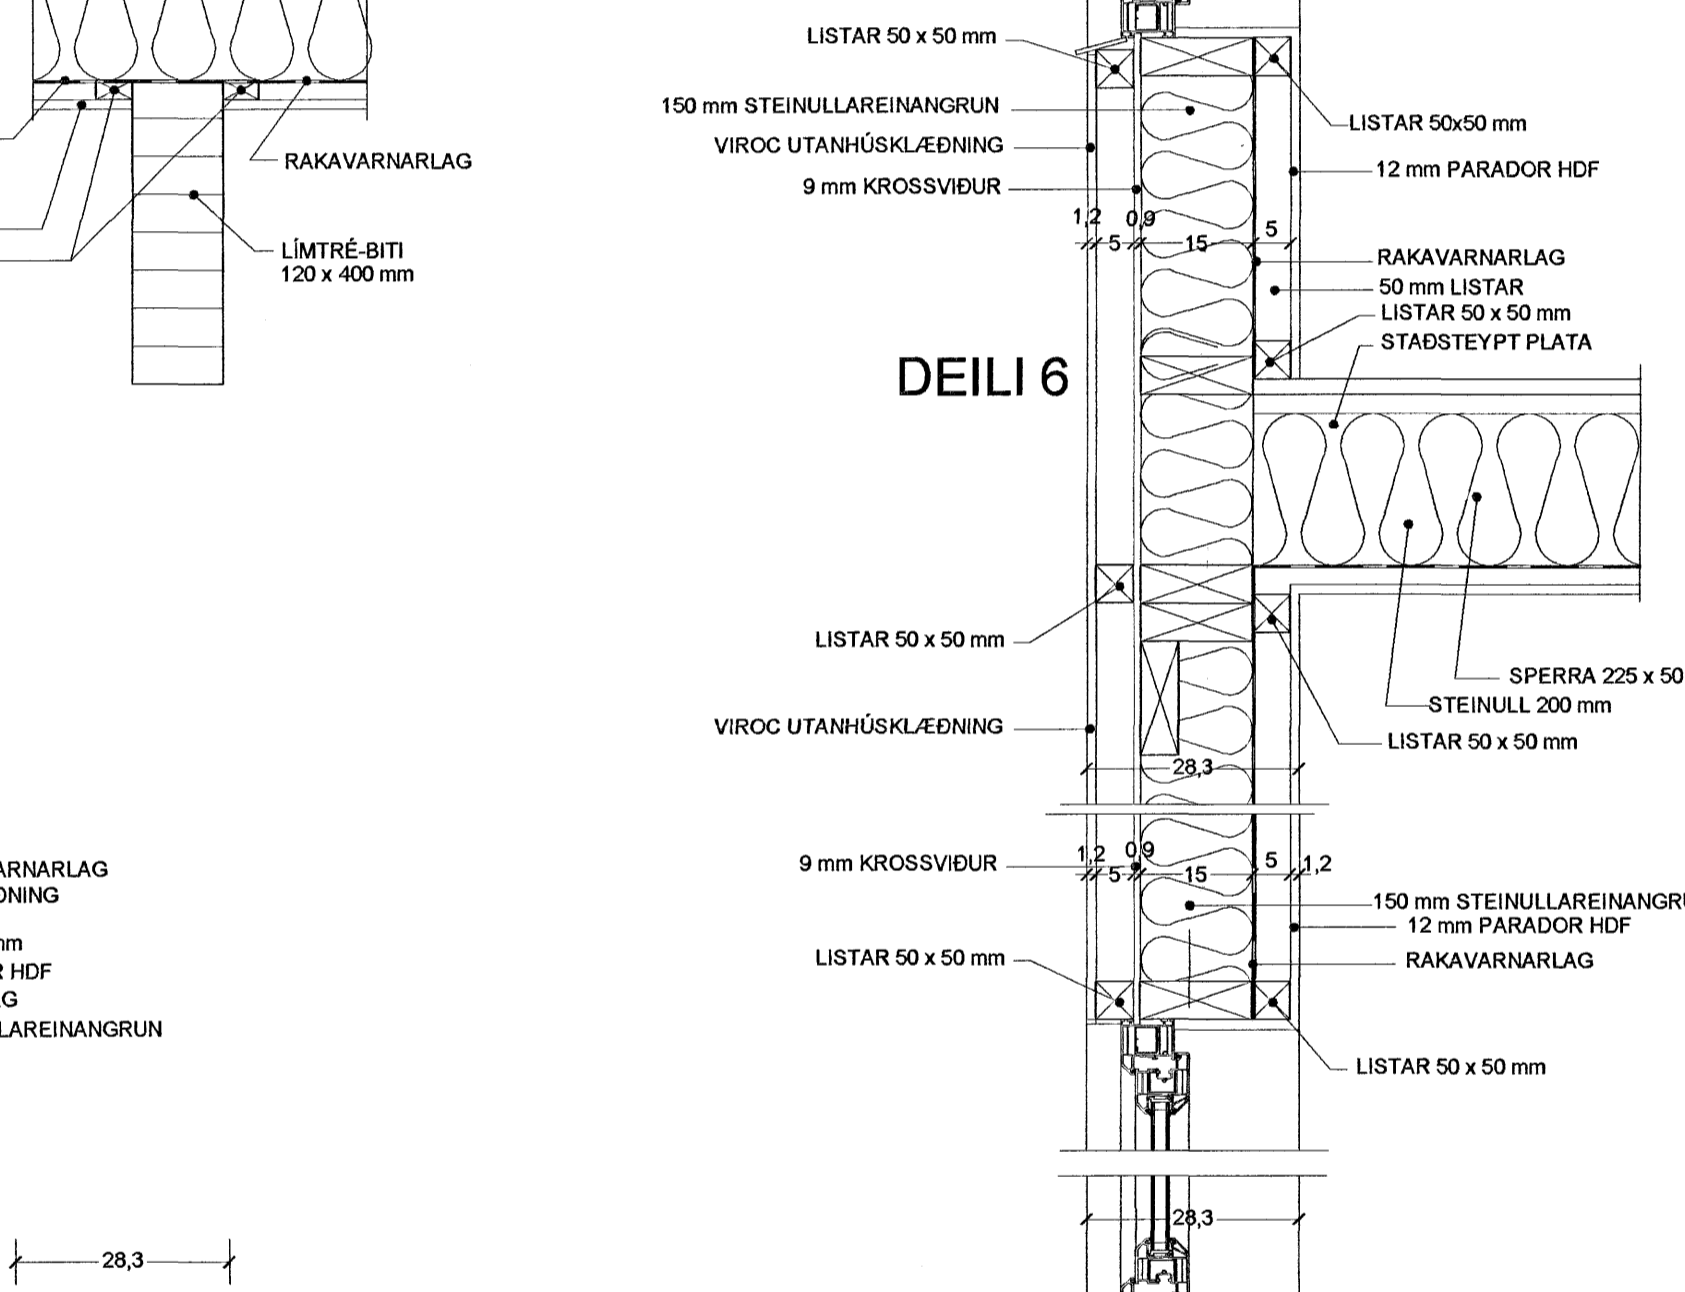 RAKAVARNARLAG
LÍMTRÉ-BITI
120 x 400 mm
ARNARLAG
ÐNING
nm
R HDF
G
LAREINANGRUN
28,3
DEILI 6
LISTAR 50 x 50 mm
150 mm STEINULLAREINANGRUN
VIROC UTANHÚSKLÆÐNING
9 mm KROSSVIÐUR
1,2
0,9
5
15
5
LISTAR 50x50 mm
12 mm PARADOR HDF
RAKAVARNARLAG
50 mm LISTAR
LISTAR 50 x 50 mm
STAÐSTEYPT PLATA
LISTAR 50 x 50 mm
VIROC UTANHÚSKLÆÐNING
SPERRA 225 x 50
STEINULL 200 mm
LISTAR 50 x 50 mm
28,3
9 mm KROSSVIÐUR
1,2
0,9
5
15
5
1,2
150 mm STEINULLAREINANGRU
12 mm PARADOR HDF
RAKAVARNARLAG
LISTAR 50 x 50 mm
LISTAR 50 x 50 mm
28,3